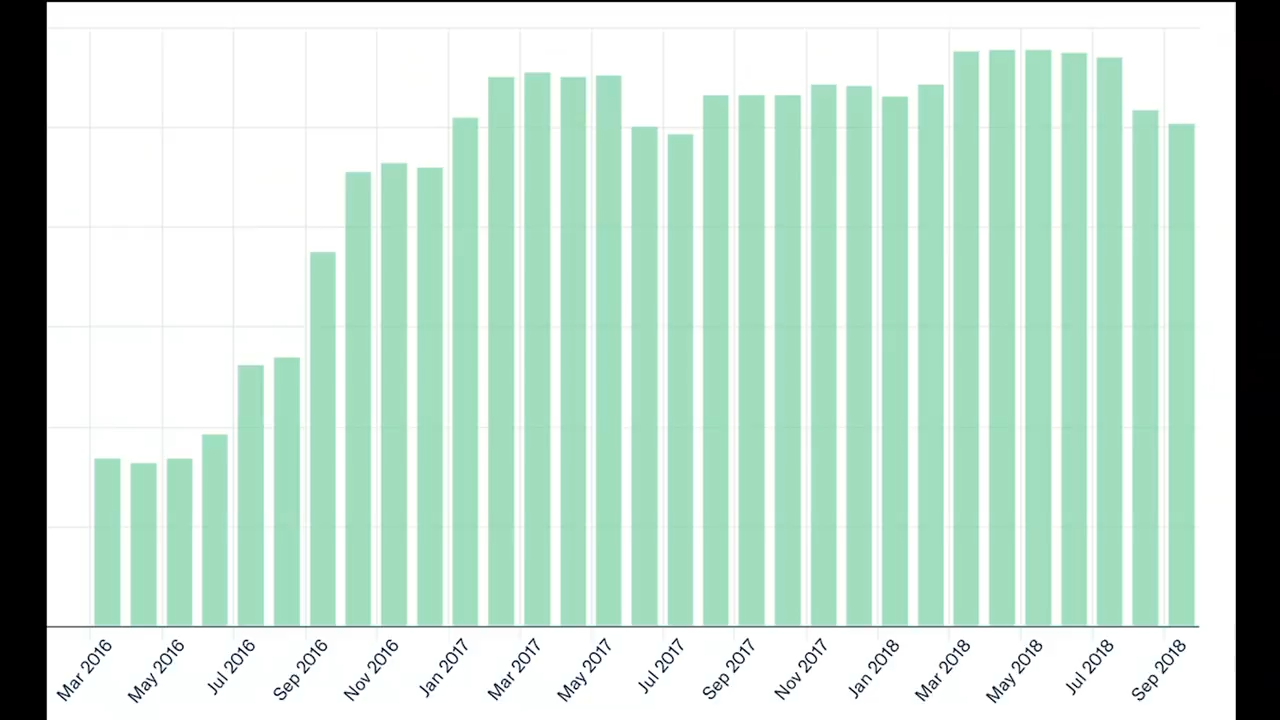 Mar 2016
May 2016
Jul 2016
Sep 2016
Nov 2016
Jan 2017
Mar 2017
May 2017
Jul 2017
Sep 2017
Nov 2017
Jan 2018
Mar 2018
May 2018
Jul 2018
Sep 2018